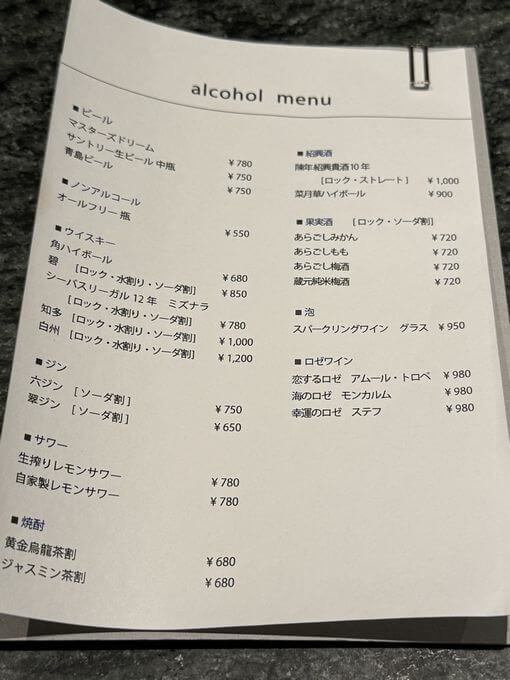 alcohol menu
■ビール
マスターズドリーム ¥780
サントリー生ビール 中瓶 ¥750
青島ビール ¥750
■ノンアルコール
オールフリー 瓶 ¥550
■ウイスキー
角ハイボール ¥680
碧 [ロック・水割り・ソーダ割] ¥850
シーバスリーガル 12年 ミズナラ
[ロック・水割り・ソーダ割] ¥780
知多 [ロック・水割り・ソーダ割] ¥1,000
白州 [ロック・水割り・ソーダ割] ¥1,200
■ジン
六ジン [ソーダ割] ¥750
翠ジン [ソーダ割] ¥650
■サワー
生搾りレモンサワー ¥780
自家製レモンサワー ¥780
■焼酎
黄金烏龍茶割 ¥680
ジャスミン茶割 ¥680
■紹興酒
陳年紹興貴酒10年
[ロック・ストレート] ¥1,000
菜月華ハイボール ¥900
■果実酒 [ロック・ソーダ割]
あらごしみかん ¥720
あらごしもも ¥720
あらごし梅酒 ¥720
蔵元純米梅酒 ¥720
■泡
スパークリングワイン グラス ¥950
■ロゼワイン
恋するロゼ アムール・トロペ ¥980
海のロゼ モンカルム ¥980
幸運のロゼ ステフ ¥980